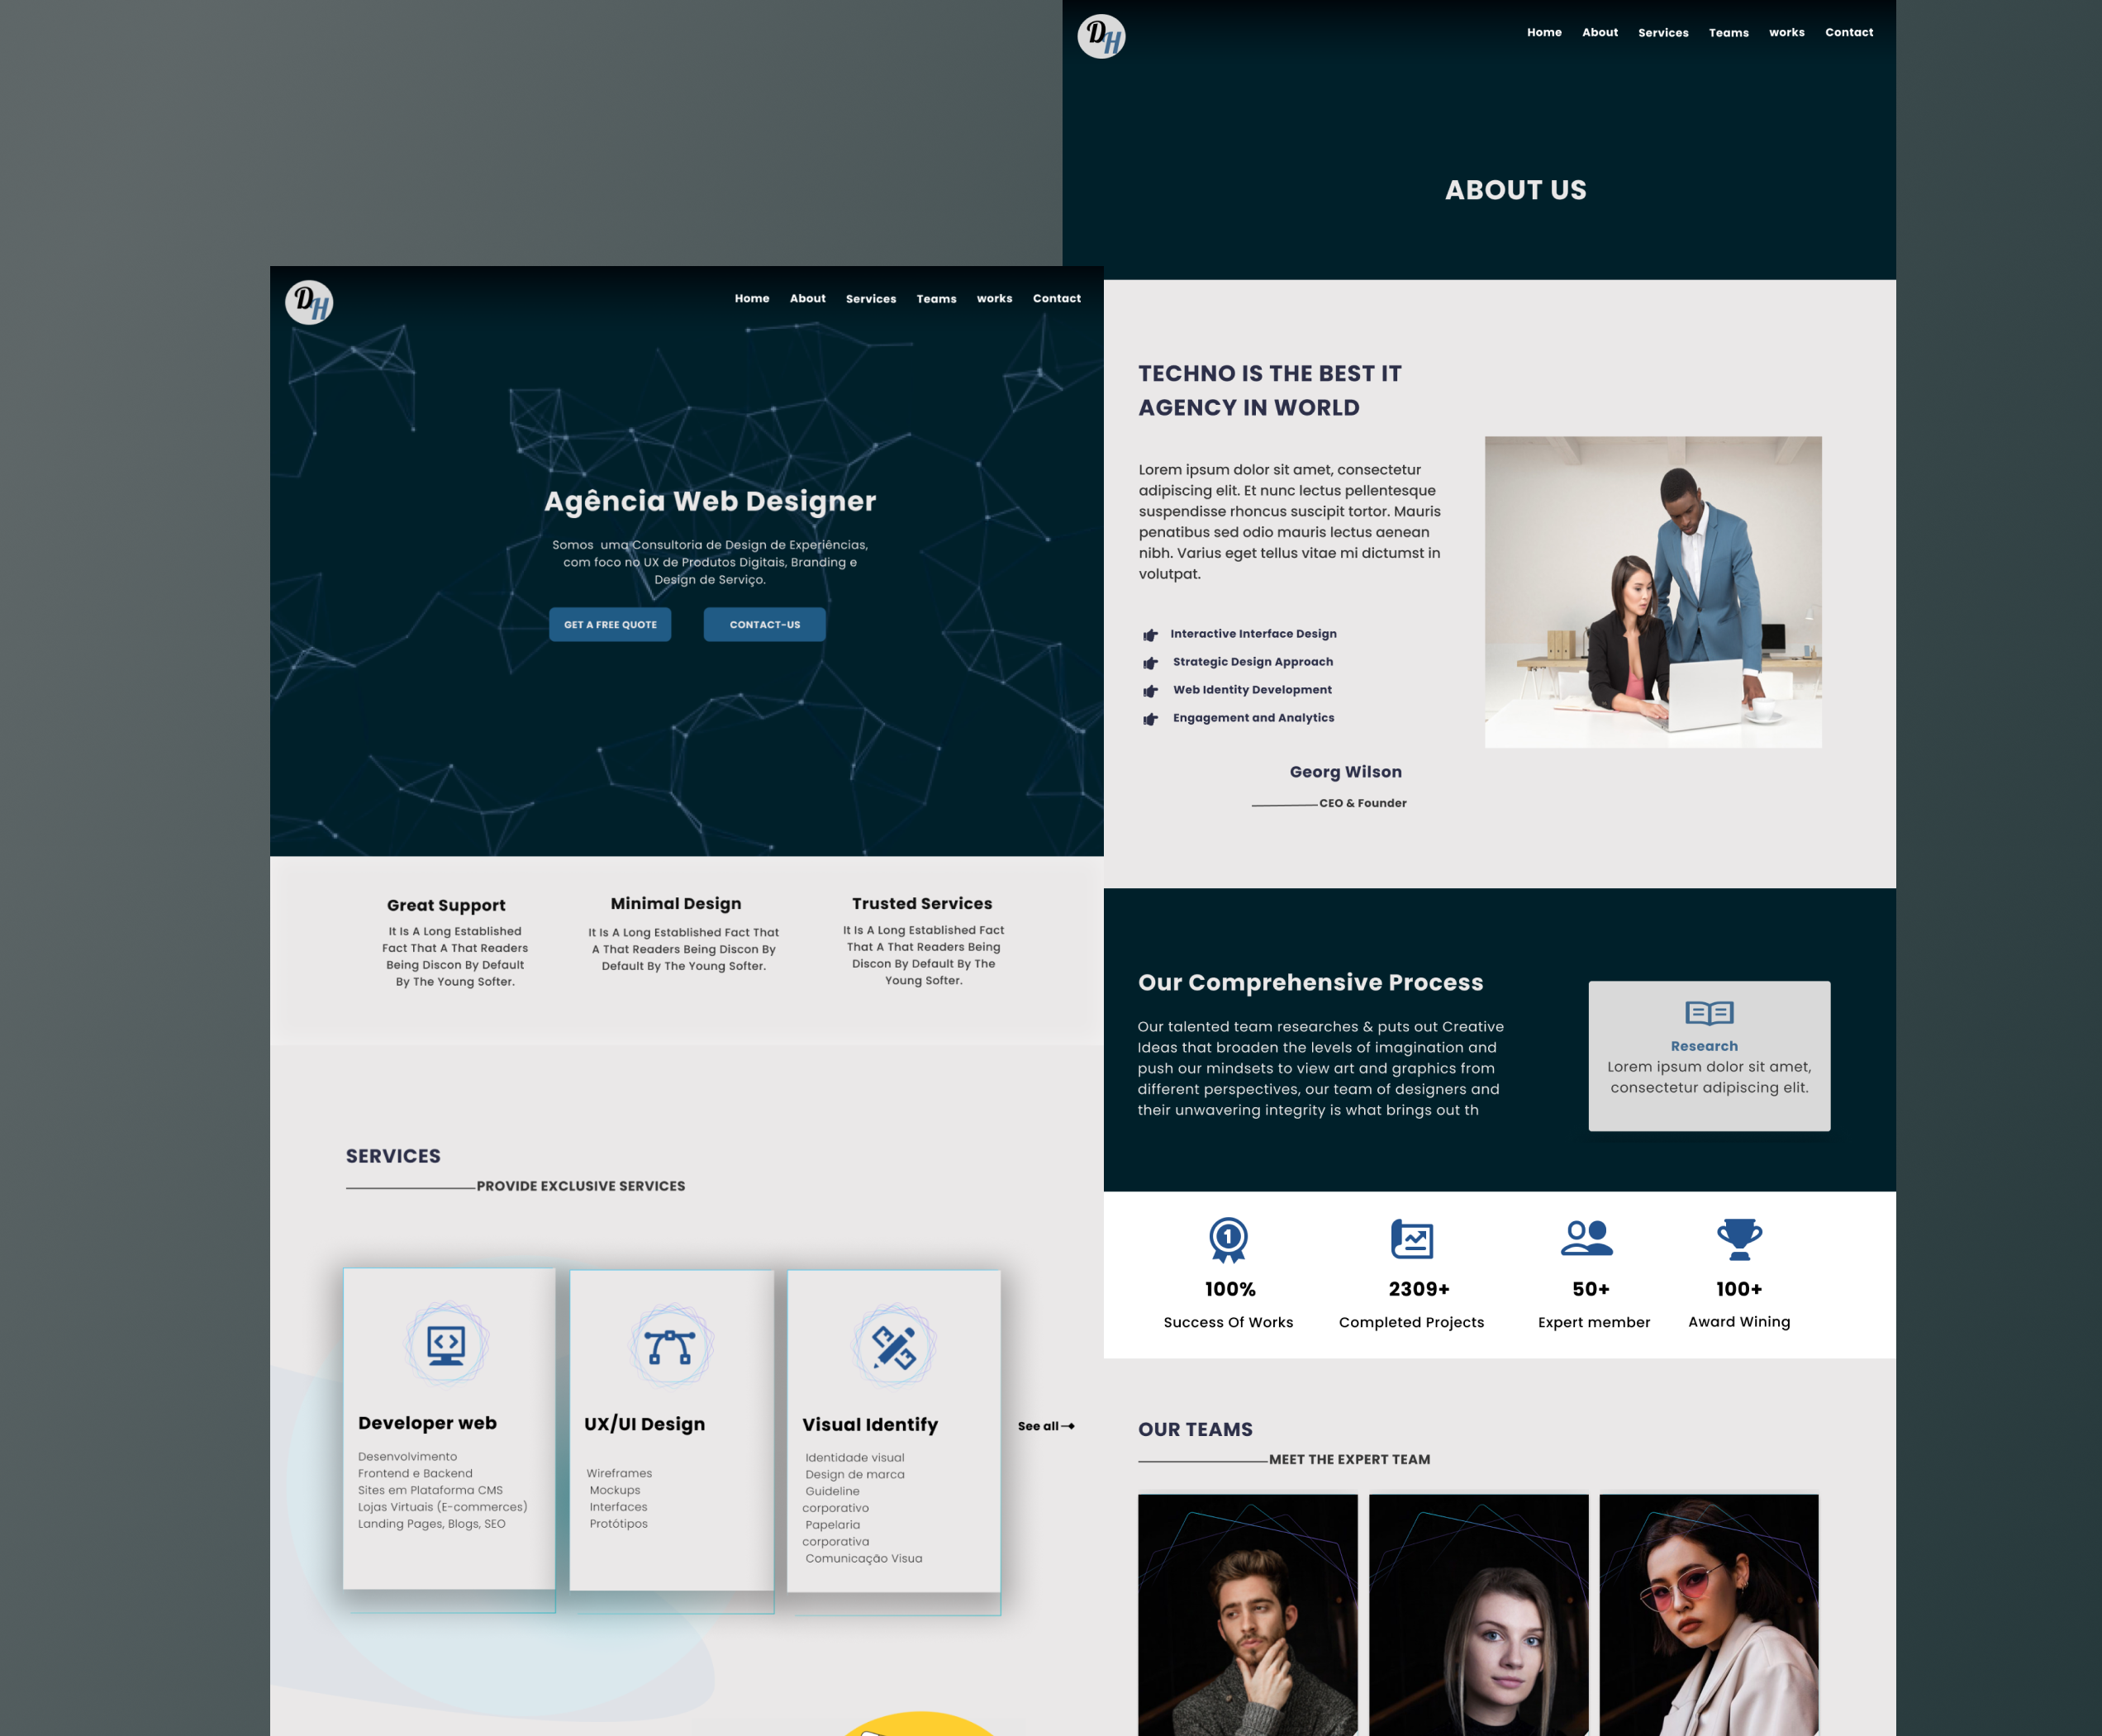 DH
Home About Services Teams works Contact
ABOUT US
TECHNO IS THE BEST IT
AGENCY IN WORLD
Lorem ipsum dolor sit amet, consectetur
adipiscing elit. Et nunc lectus pellentesque
suspendisse rhoncus suscipit tortor. Mauris
penatibus sed odio mauris lectus aenean
nibh. Varius eget tellus vitae mi dictumst in
volutpat.
Interactive Interface Design
Strategic Design Approach
Web Identity Development
Engagement and Analytics
Georg Wilson
CEO & Founder
Our Comprehensive Process
Our talented team researches & puts out Creative
Ideas that broaden the levels of imagination and
push our mindsets to view art and graphics from
different perspectives, our team of designers and
their unwavering integrity is what brings out th
Research
Lorem ipsum dolor sit amet,
consectetur adipiscing elit.
1
100%
Success Of Works
2309+
Completed Projects
50+
Expert member
100+
Award Wining
OUR TEAMS
MEET THE EXPERT TEAM
DH
Home About Services Teams works Contact
Agência Web Designer
Somos uma Consultoria de Design de Experiências,
com foco no UX de Produtos Digitais, Branding e
Design de Serviço.
GET A FREE QUOTE
CONTACT-US
Great Support
It Is A Long Established
Fact That A That Readers
Being Discon By Default
By The Young Softer.
Minimal Design
It Is A Long Established Fact That
A That Readers Being Discon By
Default By The Young Softer.
Trusted Services
It Is A Long Established Fact
That A That Readers Being
Discon By Default By The
Young Softer.
SERVICES
PROVIDE EXCLUSIVE SERVICES
Developer web
Desenvolvimento
Frontend e Backend
Sites em Plataforma CMS
Lojas Virtuais (E-commerces)
Landing Pages, Blogs, SEO
UX/UI Design
Wireframes
Mockups
Interfaces
Protótipos
Visual Identify
Identidade visual
Design de marca
Guideline
corporativo
Papelaria
corporativa
Comunicação Visua
See all